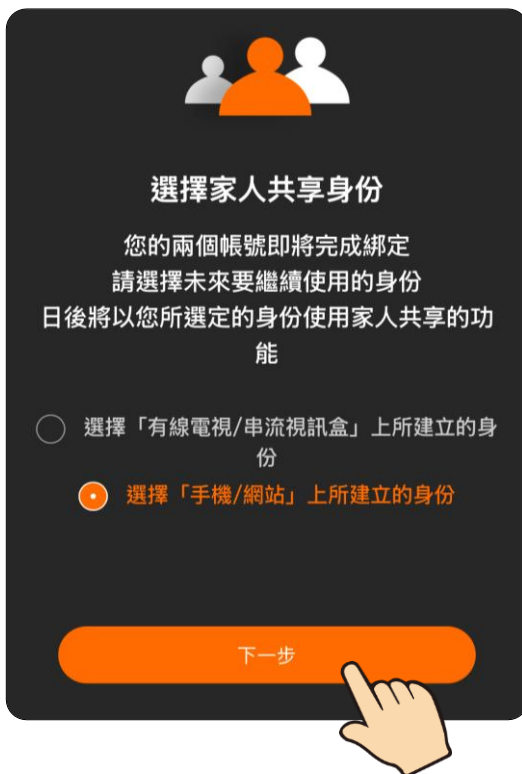 選擇家人共享身份
您的兩個帳號即將完成綁定
請選擇未來要繼續使用的身份
日後將以您所選定的身份使用家人共享的功
能
選擇「有線電視/串流視訊盒」上所建立的身
份
選擇「手機/網站」上所建立的身份
下一步